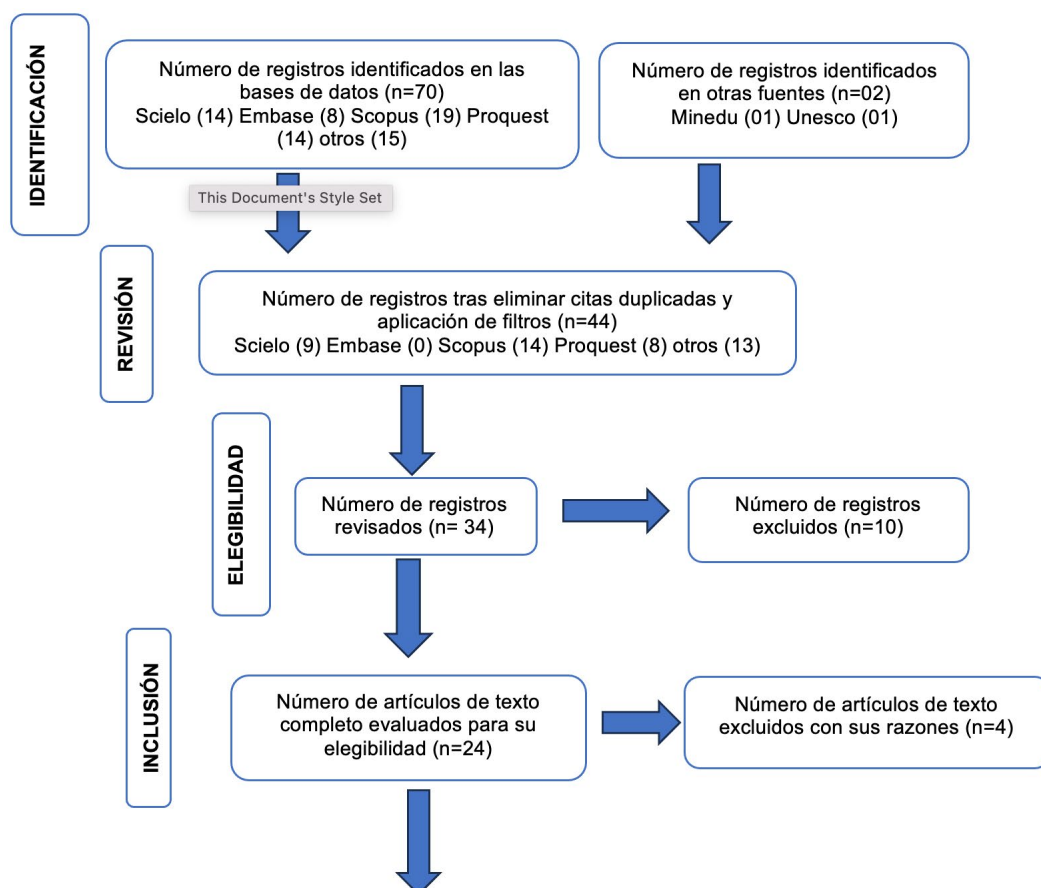 IDENTIFICACIÓN
Número de registros identificados en las
bases de datos (n=70)
Scielo (14) Embase (8) Scopus (19) Proquest
(14) otros (15)
Número de registros identificados
en otras fuentes (n=02)
Minedu (01) Unesco (01)
This Document's Style Set
REVISIÓN
Número de registros tras eliminar citas duplicadas y
aplicación de filtros (n=44)
Scielo (9) Embase (0) Scopus (14) Proquest (8) otros (13)
ELEGIBILIDAD
Número de registros
revisados (n= 34)
Número de registros
excluidos (n=10)
INCLUSIÓN
Número de artículos de texto
completo evaluados para su
elegibilidad (n=24)
Número de artículos de texto
excluidos con sus razones (n=4)